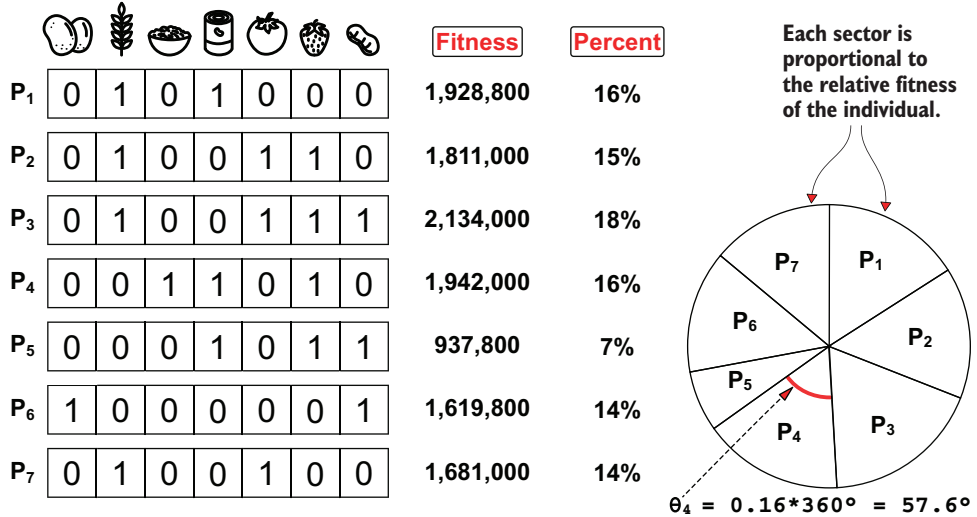 Fitness Percent
P1 0 1 0 1 0 0 0 1,928,800 16%
P2 0 1 0 0 1 1 0 1,811,000 15%
P3 0 1 0 0 1 1 1 2,134,000 18%
P4 0 0 1 1 0 1 0 1,942,000 16%
P5 0 0 0 1 0 1 1 937,800 7%
P6 1 0 0 0 0 0 1 1,619,800 14%
P7 0 1 0 0 1 0 0 1,681,000 14%
Each sector is
proportional to
the relative fitness
of the individual.
P7 P1
P6 P2
P5
P4 P3
θ4 = 0.16*360° = 57.6°